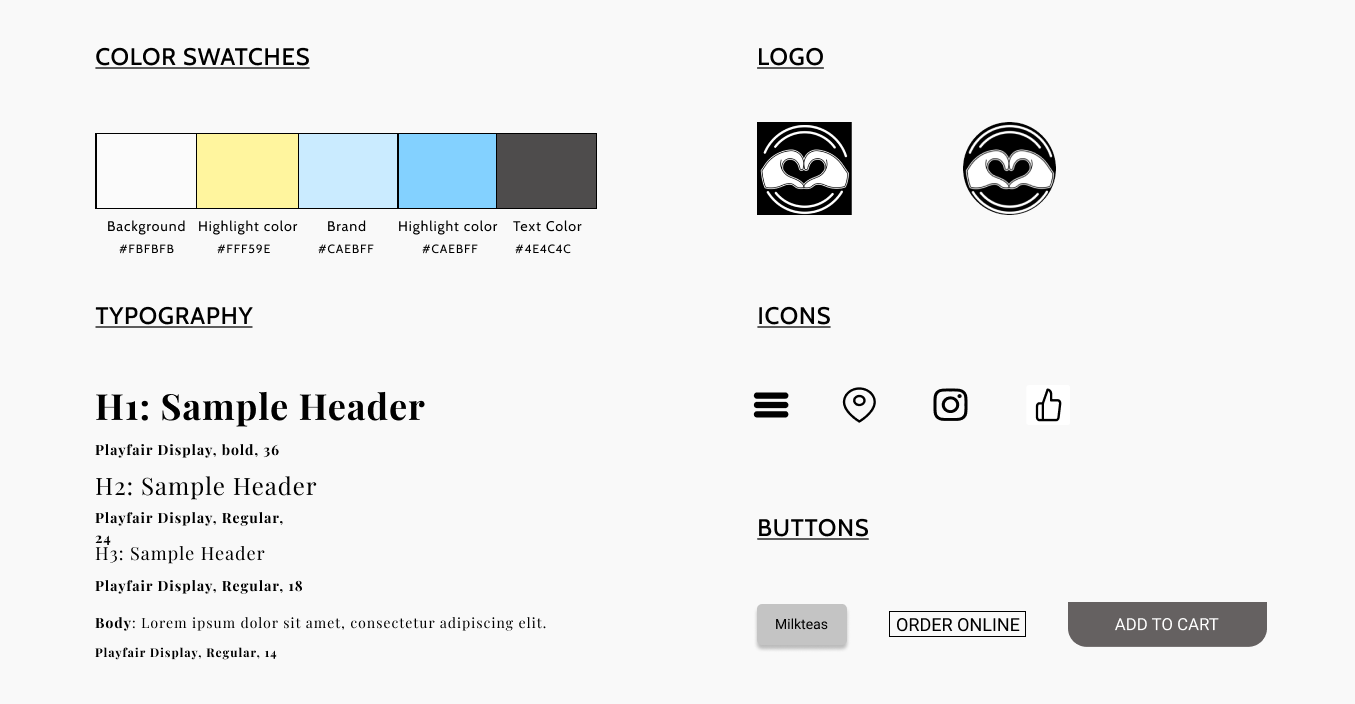 COLOR SWATCHES
Background
Highlight color
Brand
Highlight color
Text Color
#FBFBFB
#FFF59E
#CAEBFF
#CAEBFF
#4E4C4C
TYPOGRAPHY
H1: Sample Header
Playfair Display, bold, 36
H2: Sample Header
Playfair Display, Regular,
24
H3: Sample Header
Playfair Display, Regular, 18
Body: Lorem ipsum dolor sit amet, consectetur adipiscing elit.
Playfair Display, Regular, 14
LOGO
ICONS
BUTTONS
Milkteas
ORDER ONLINE
ADD TO CART